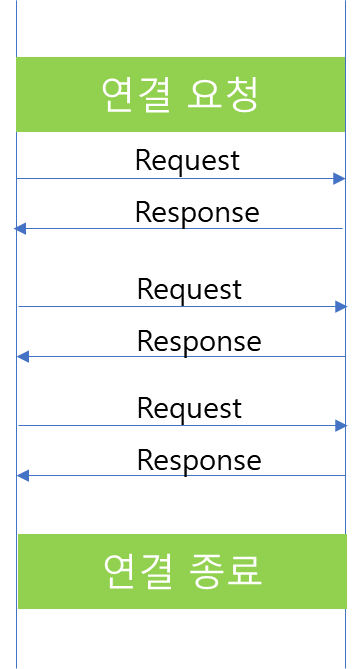 연결 요청
Request
Response
Request
Response
Request
Response
연결 종료